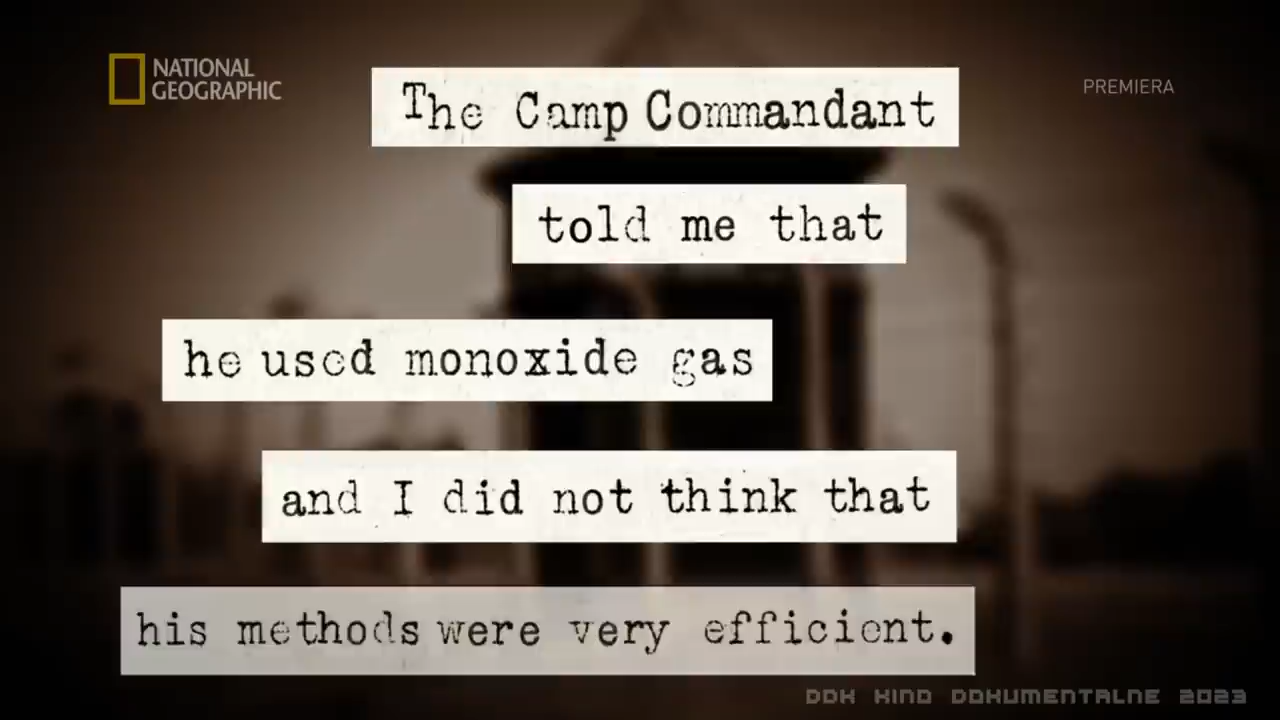 NATIONAL
GEOGRAPHIC
PREMIERA
The Camp Commandant
told me that
he used monoxide gas
and I did not think that
his methods were very efficient.
DDK KINO DOKUMENTALNE 2023